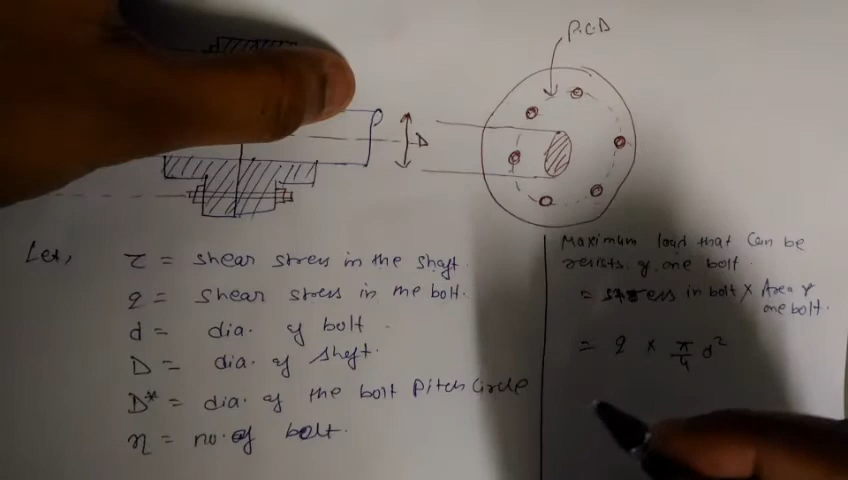 P.C.D
D
Let,
τ = shear stress in the shaft.
q = shear stress in the bolt.
d = dia. of bolt
D = dia. of shaft.
D* = dia. of the bolt Pitch Circle
n = no. of bolt.
Maximum load that can be
resists of one bolt.
= stress in bolt × Area of
one bolt.
= q × π/4 d²